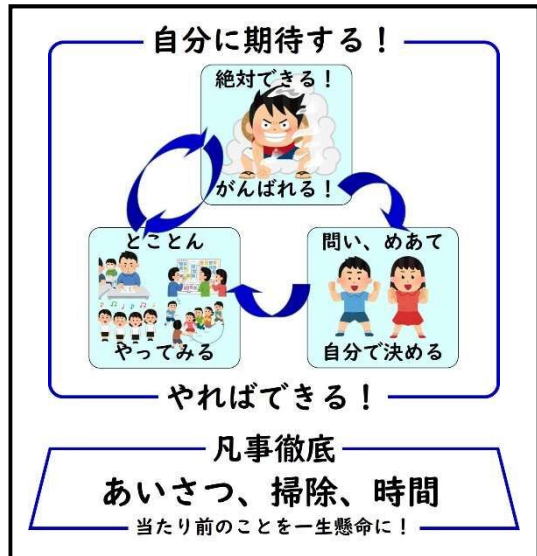 自分に期待する！
絶対できる！
がんばれる！
とことん
やってみる
問い、めあて
自分で決める
やればできる！
凡事徹底
あいさつ、掃除、時間
当たり前のことを一生懸命に！